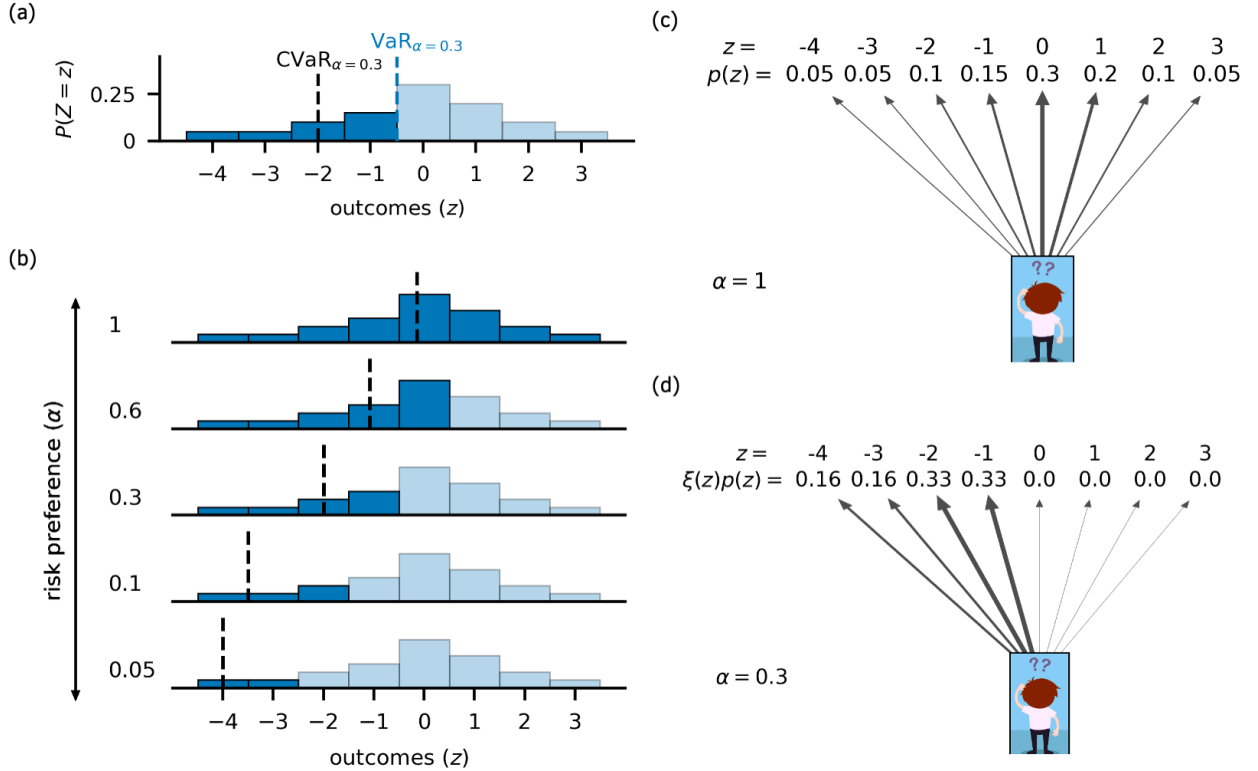 (a)
CVaRα=0.3
VaRα=0.3
P(Z = z)
0.25
0
−4 −3 −2 −1 0 1 2 3
outcomes (z)
(b)
risk preference (α)
1
0.6
0.3
0.1
0.05
−4 −3 −2 −1 0 1 2 3
outcomes (z)
(c)
z = -4 -3 -2 -1 0 1 2 3
p(z) = 0.05 0.05 0.1 0.15 0.3 0.2 0.1 0.05
??
α = 1
(d)
z = -4 -3 -2 -1 0 1 2 3
ξ(z)p(z) = 0.16 0.16 0.33 0.33 0.0 0.0 0.0 0.0
??
α = 0.3